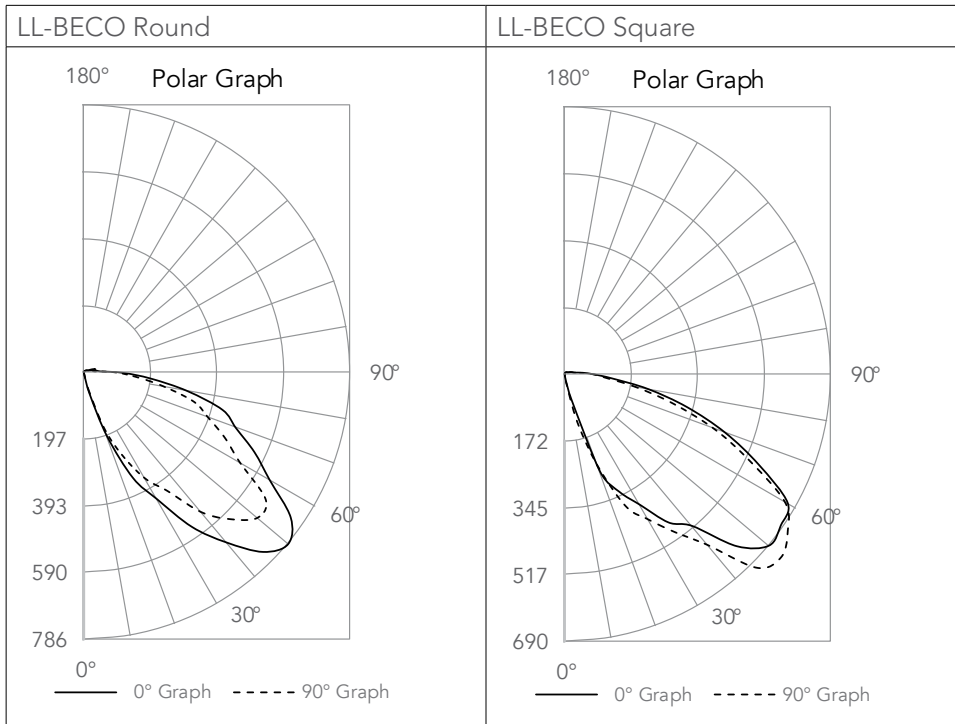 LL-BECO Round
180° Polar Graph
90°
197
393
60°
590
30°
786
0°
0° Graph 90° Graph
LL-BECO Square
180° Polar Graph
90°
172
345
60°
517
30°
690
0°
0° Graph 90° Graph